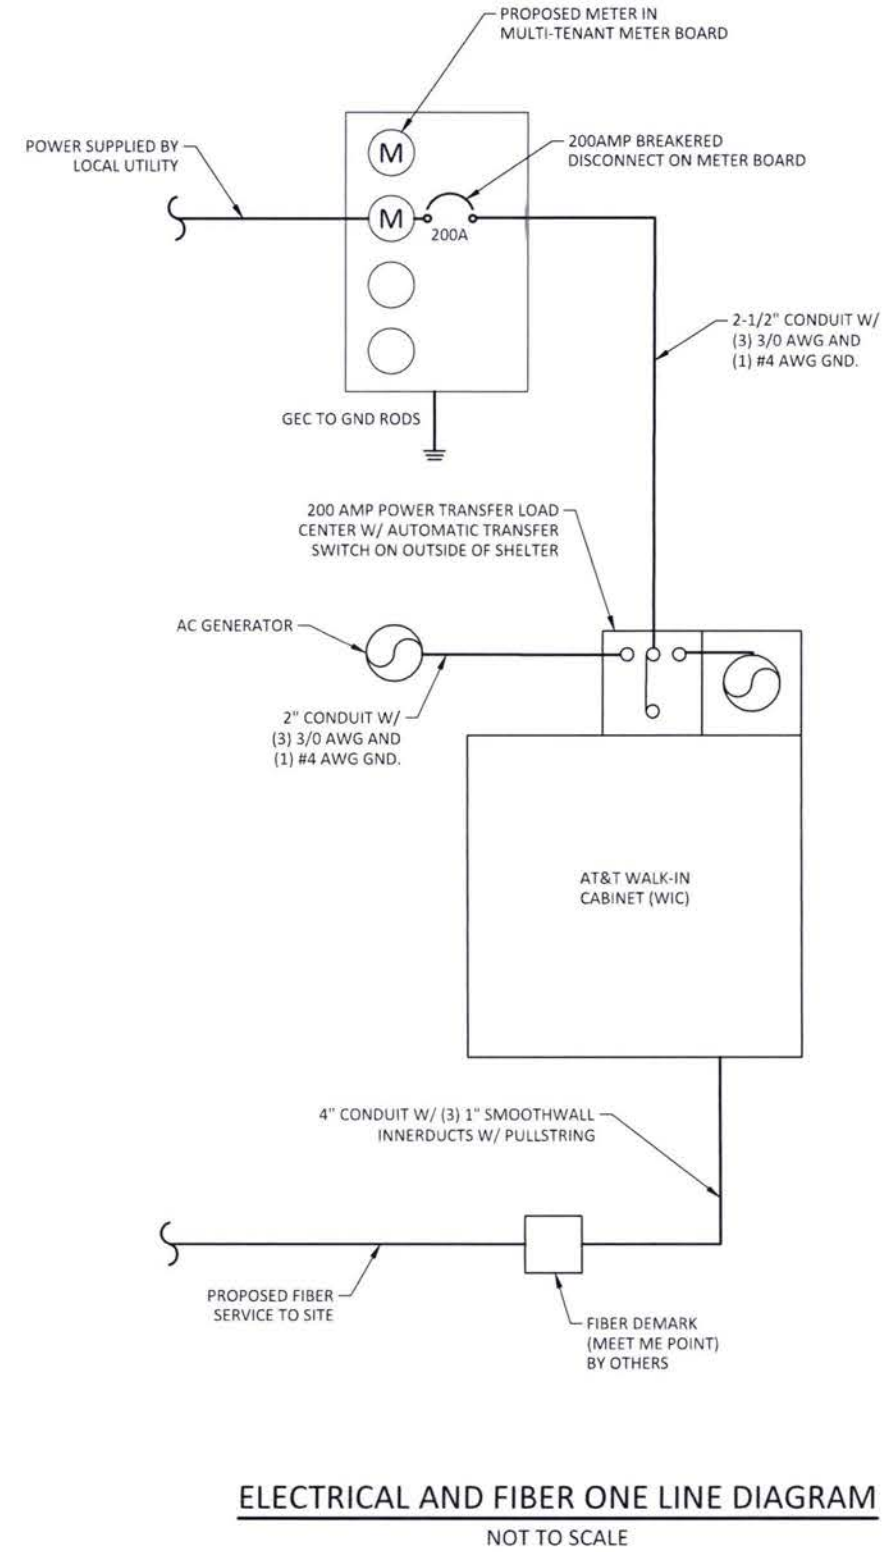 PROPOSED METER IN
MULTI-TENANT METER BOARD
POWER SUPPLIED BY
LOCAL UTILITY
200AMP BREAKERED
DISCONNECT ON METER BOARD
M
M
200A
2-1/2" CONDUIT W/
(3) 3/0 AWG AND
(1) #4 AWG GND.
GEC TO GND RODS
200 AMP POWER TRANSFER LOAD
CENTER W/ AUTOMATIC TRANSFER
SWITCH ON OUTSIDE OF SHELTER
AC GENERATOR
2" CONDUIT W/
(3) 3/0 AWG AND
(1) #4 AWG GND.
AT&T WALK-IN
CABINET (WIC)
4" CONDUIT W/ (3) 1" SMOOTHWALL
INNERDUCTS W/ PULLSTRING
PROPOSED FIBER
SERVICE TO SITE
FIBER DEMARK
(MEET ME POINT)
BY OTHERS
ELECTRICAL AND FIBER ONE LINE DIAGRAM
NOT TO SCALE